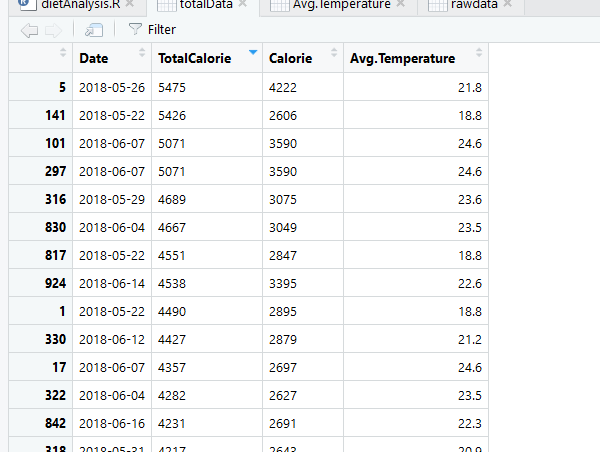 dietAnalysis.R totalData Avg.Temperature rawdata
Filter
Date TotalCalorie Calorie Avg.Temperature
5 2018-05-26 5475 4222 21.8
141 2018-05-22 5426 2606 18.8
101 2018-06-07 5071 3590 24.6
297 2018-06-07 5071 3590 24.6
316 2018-05-29 4689 3075 23.6
830 2018-06-04 4667 3049 23.5
817 2018-05-22 4551 2847 18.8
924 2018-06-14 4538 3395 22.6
1 2018-05-22 4490 2895 18.8
330 2018-06-12 4427 2879 21.2
17 2018-06-07 4357 2697 24.6
322 2018-06-04 4282 2627 23.5
842 2018-06-16 4231 2691 22.3
318 2018-05-31 4217 2643 20.9